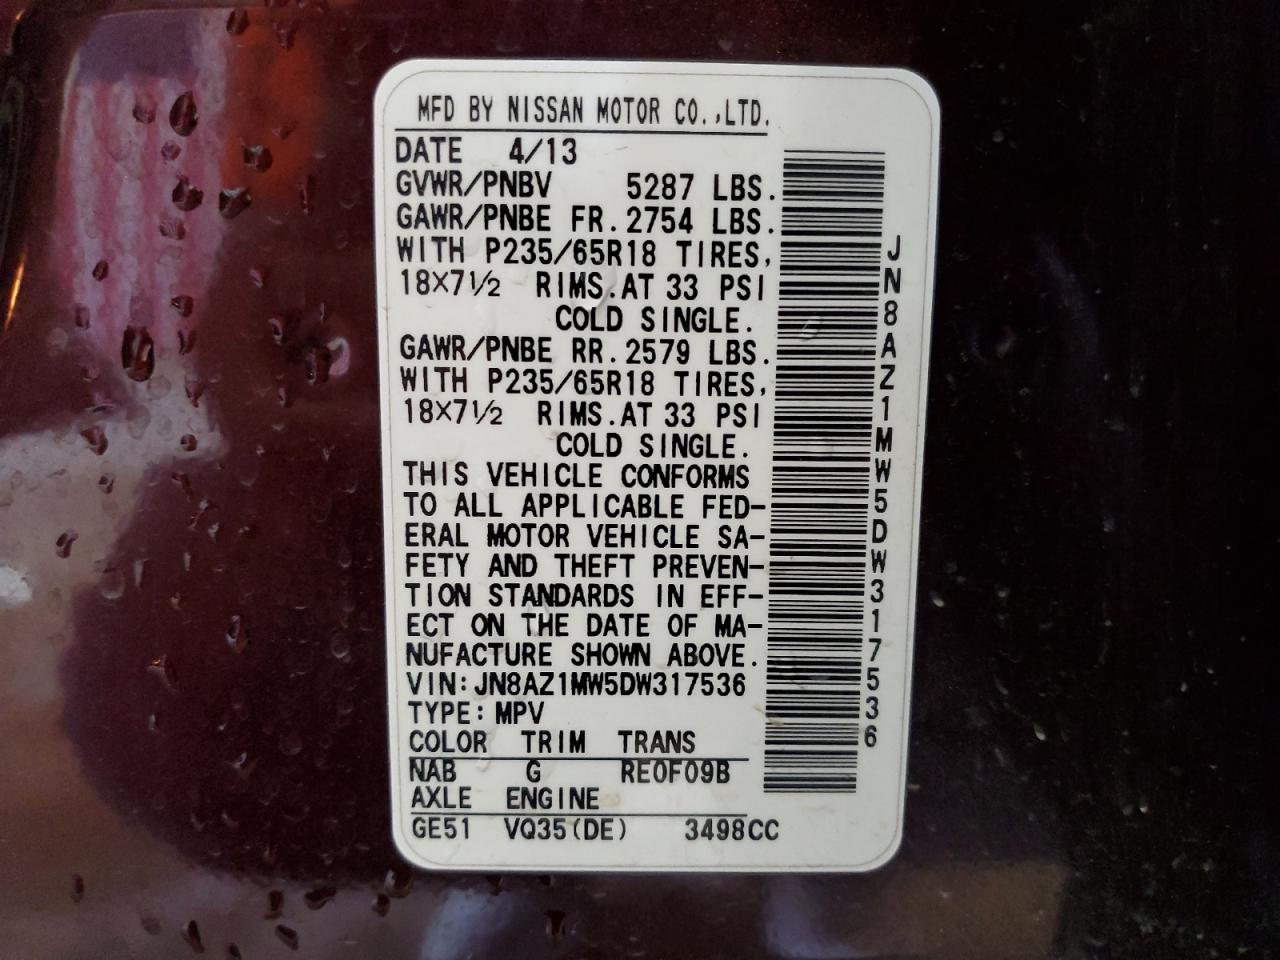 MFD BY NISSAN MOTOR CO.,LTD.
DATE 4/13
GVWR/PNBV 5287 LBS.
GAWR/PNBE FR.2754 LBS.
WITH P235/65R18 TIRES,
18×7½ RIMS.AT 33 PSI
COLD SINGLE.
GAWR/PNBE RR.2579 LBS.
WITH P235/65R18 TIRES,
18×7½ RIMS.AT 33 PSI
COLD SINGLE.
THIS VEHICLE CONFORMS
TO ALL APPLICABLE FED-
ERAL MOTOR VEHICLE SA-
FETY AND THEFT PREVEN-
TION STANDARDS IN EFF-
ECT ON THE DATE OF MA-
NUFACTURE SHOWN ABOVE.
VIN:JN8AZ1MW5DW317536
TYPE:MPV
COLOR TRIM TRANS
NAB G RE0F09B
AXLE ENGINE
GE51 VQ35(DE) 3498CC
JN8AZ1MW5DW317536